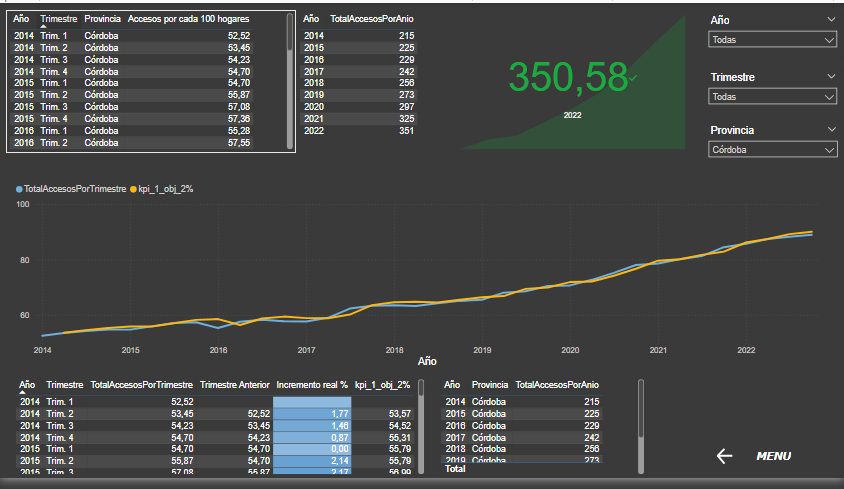 Año Trimestre Provincia Accesos por cada 100 hogares
2014 Trim. 1 Córdoba 52,52
2014 Trim. 2 Córdoba 53,45
2014 Trim. 3 Córdoba 54,23
2014 Trim. 4 Córdoba 54,70
2015 Trim. 1 Córdoba 54,70
2015 Trim. 2 Córdoba 55,87
2015 Trim. 3 Córdoba 57,08
2015 Trim. 4 Córdoba 57,36
2016 Trim. 1 Córdoba 55,28
2016 Trim. 2 Córdoba 57,55
Año TotalAccesosPorAnio
2014 215
2015 225
2016 229
2017 242
2018 256
2019 273
2020 297
2021 325
2022 351
350,58
2022
Año
Todas
Trimestre
Todas
Provincia
Córdoba
TotalAccesosPorTrimestre kpi_1_obj_2%
100
80
60
2014 2015 2016 2017 2018 2019 2020 2021 2022
Año
Año Trimestre TotalAccesosPorTrimestre Trimestre Anterior Incremento real % kpi_1_obj_2%
2014 Trim. 1 52,52
2014 Trim. 2 53,45 52,52 1,77 53,57
2014 Trim. 3 54,23 53,45 1,46 54,52
2014 Trim. 4 54,70 54,23 0,87 55,31
2015 Trim. 1 54,70 54,70 0,00 55,79
2015 Trim. 2 55,87 54,70 2,14 55,79
2015 Trim. 3 57,08 55,87 2,17 56,99
Año Provincia TotalAccesosPorAnio
2014 Córdoba 215
2015 Córdoba 225
2016 Córdoba 229
2017 Córdoba 242
2018 Córdoba 256
2019 Córdoba 273
Total
MENU